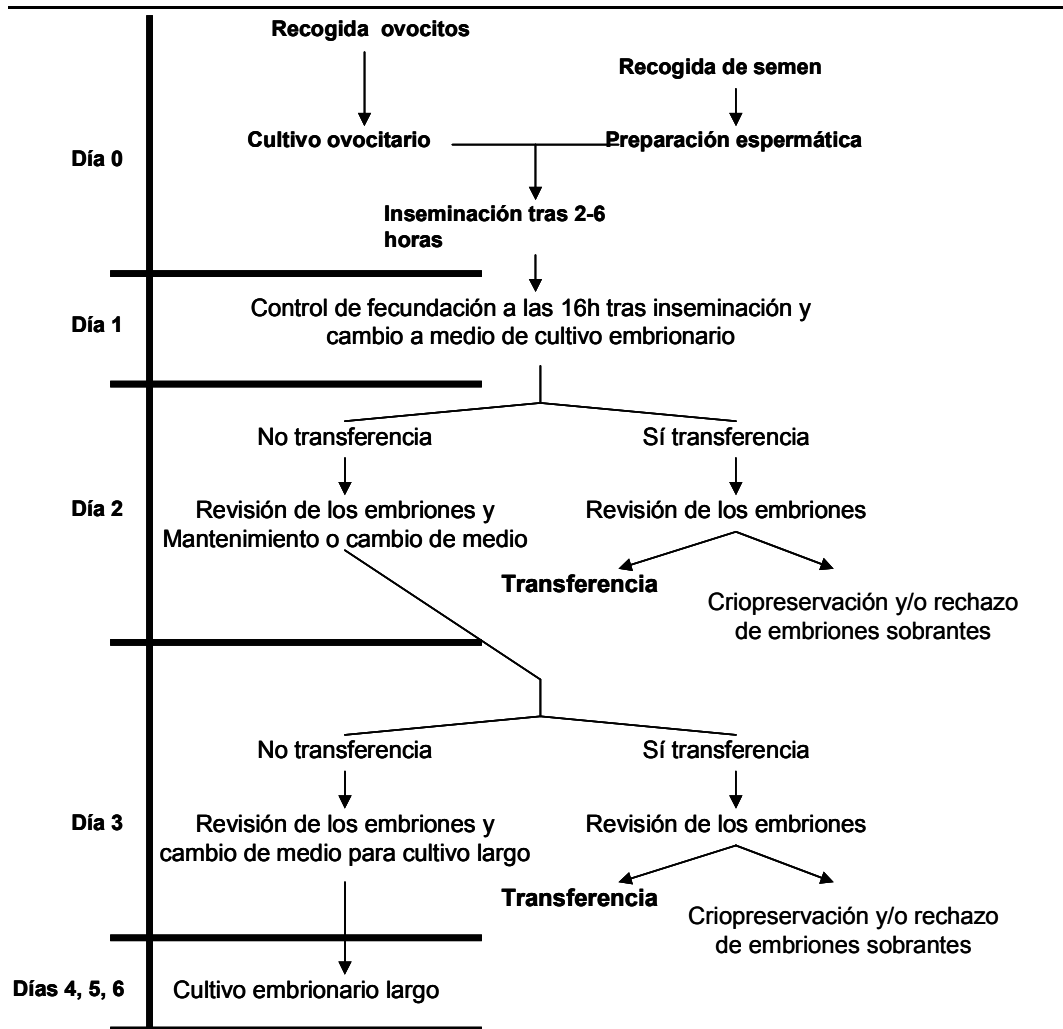 Recogida ovocitos
Recogida de semen
Cultivo ovocitario
Preparación espermática
Día 0
Inseminación tras 2-6
horas
Día 1
Control de fecundación a las 16h tras inseminación y
cambio a medio de cultivo embrionario
No transferencia
Sí transferencia
Día 2
Revisión de los embriones y
Mantenimiento o cambio de medio
Revisión de los embriones
Transferencia
Criopreservación y/o rechazo
de embriones sobrantes
No transferencia
Sí transferencia
Día 3
Revisión de los embriones y
cambio de medio para cultivo largo
Revisión de los embriones
Transferencia
Criopreservación y/o rechazo
de embriones sobrantes
Días 4, 5, 6
Cultivo embrionario largo